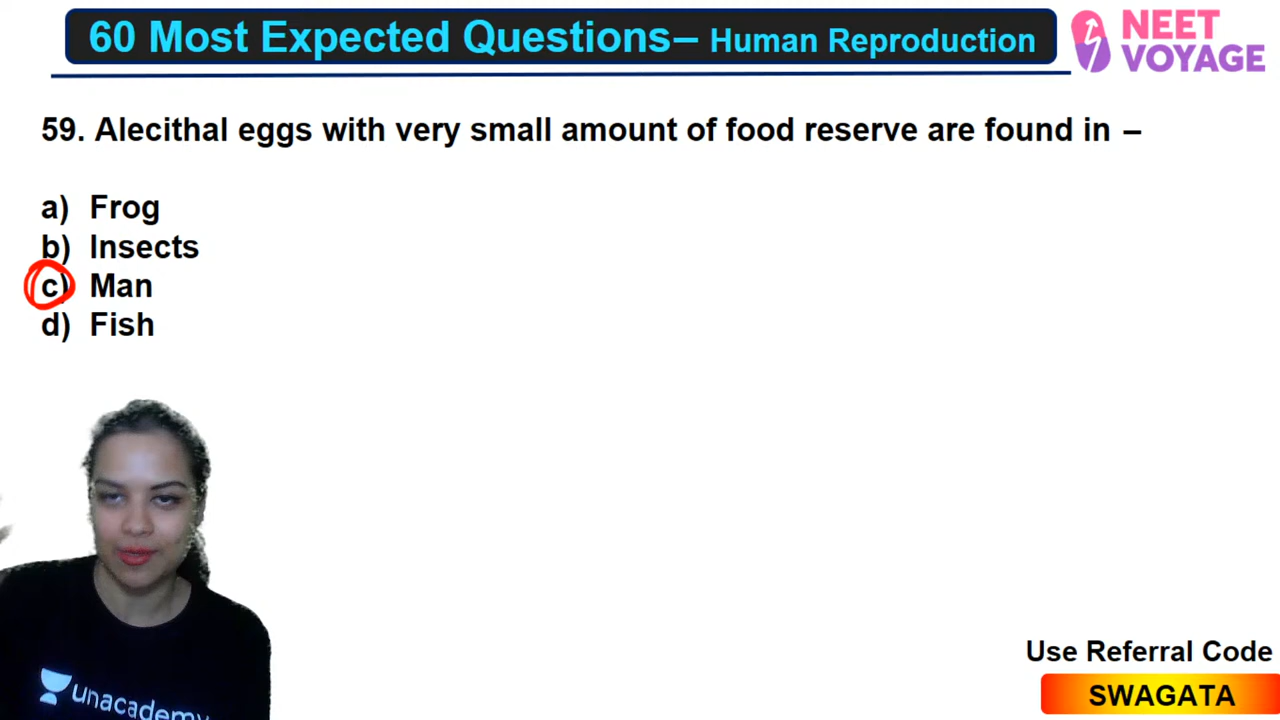 60 Most Expected Questions– Human Reproduction
NEET
VOYAGE
59. Alecithal eggs with very small amount of food reserve are found in –
a) Frog
b) Insects
c) Man
d) Fish
unacademy
Use Referral Code
SWAGATA